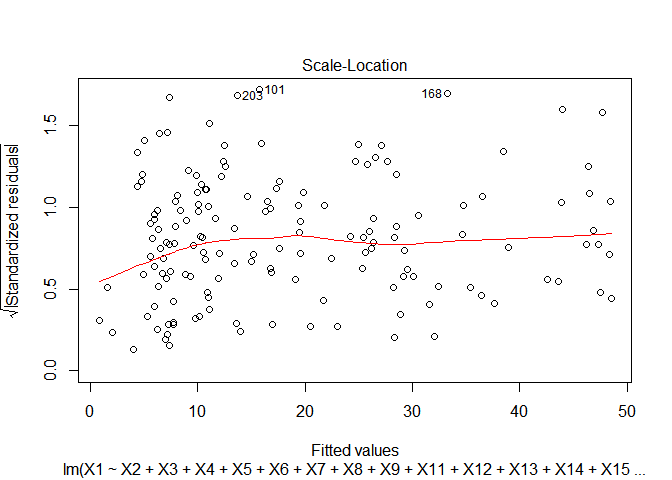 Scale-Location
√|Standardized residuals|
1.5
1.0
0.5
0.0
101
203
168
0 10 20 30 40 50
Fitted values
lm(X1 ~ X2 + X3 + X4 + X5 + X6 + X7 + X8 + X9 + X11 + X12 + X13 + X14 + X15 ...